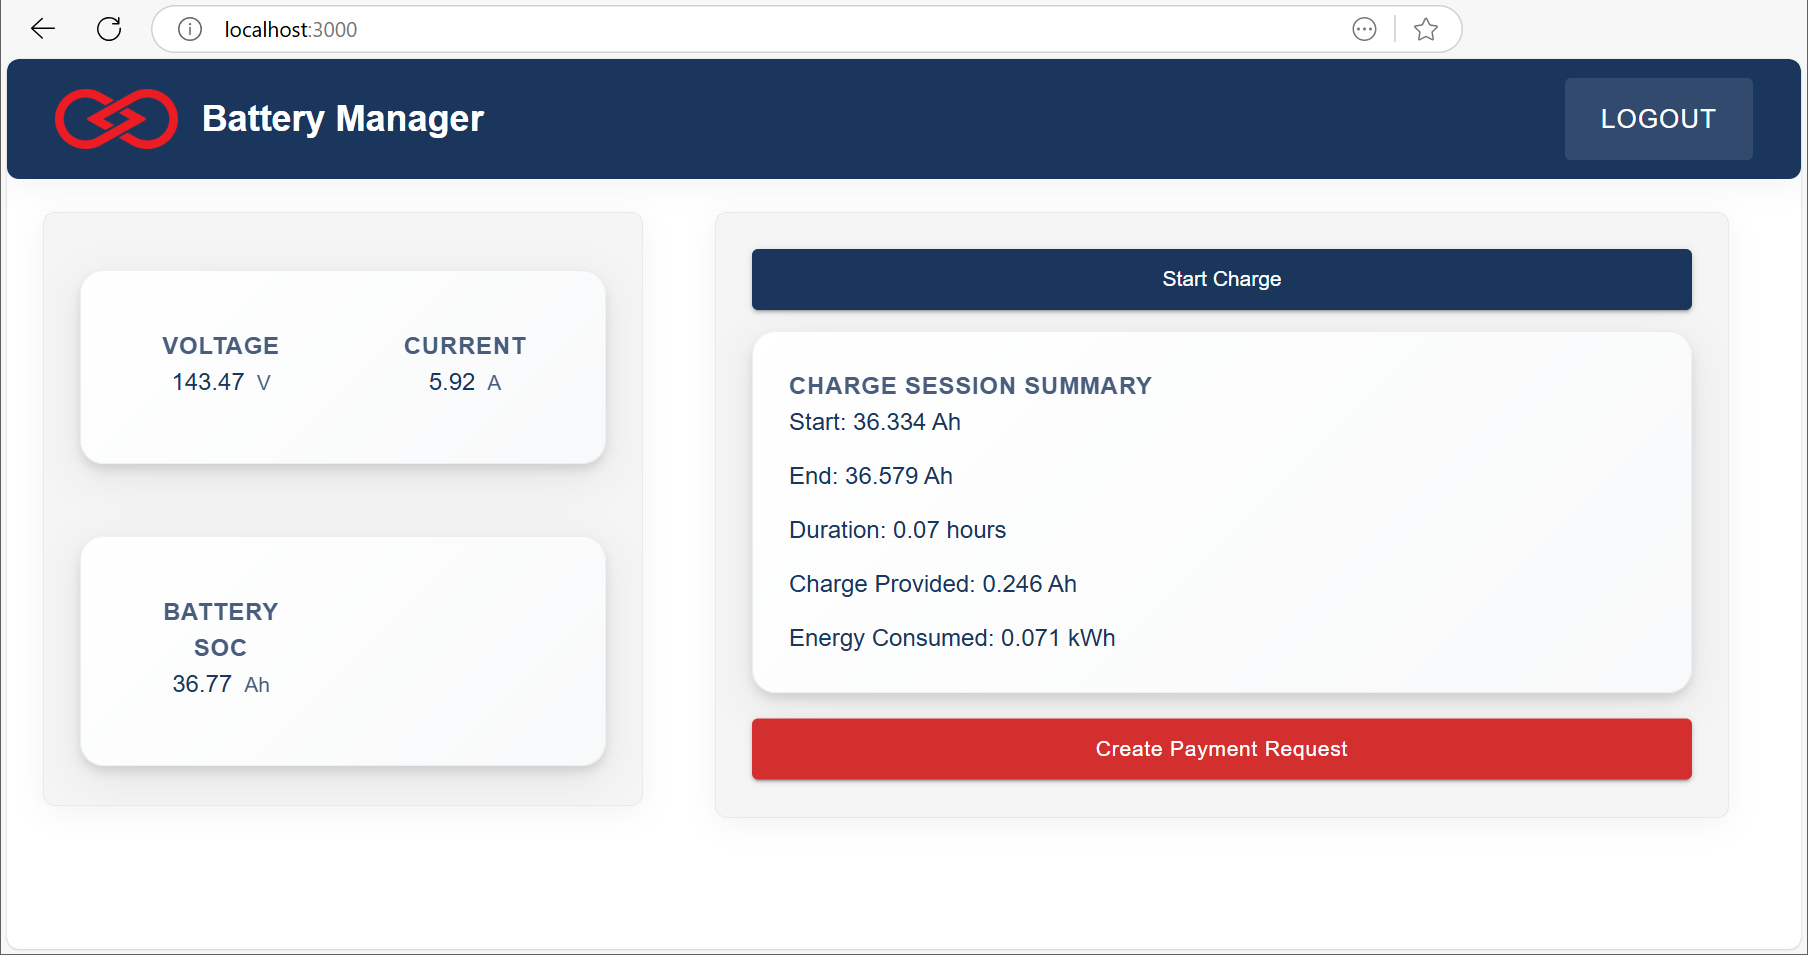 localhost:3000
Battery Manager
LOGOUT
VOLTAGE
143.47 V
CURRENT
5.92 A
BATTERY
SOC
36.77 Ah
Start Charge
CHARGE SESSION SUMMARY
Start: 36.334 Ah
End: 36.579 Ah
Duration: 0.07 hours
Charge Provided: 0.246 Ah
Energy Consumed: 0.071 kWh
Create Payment Request